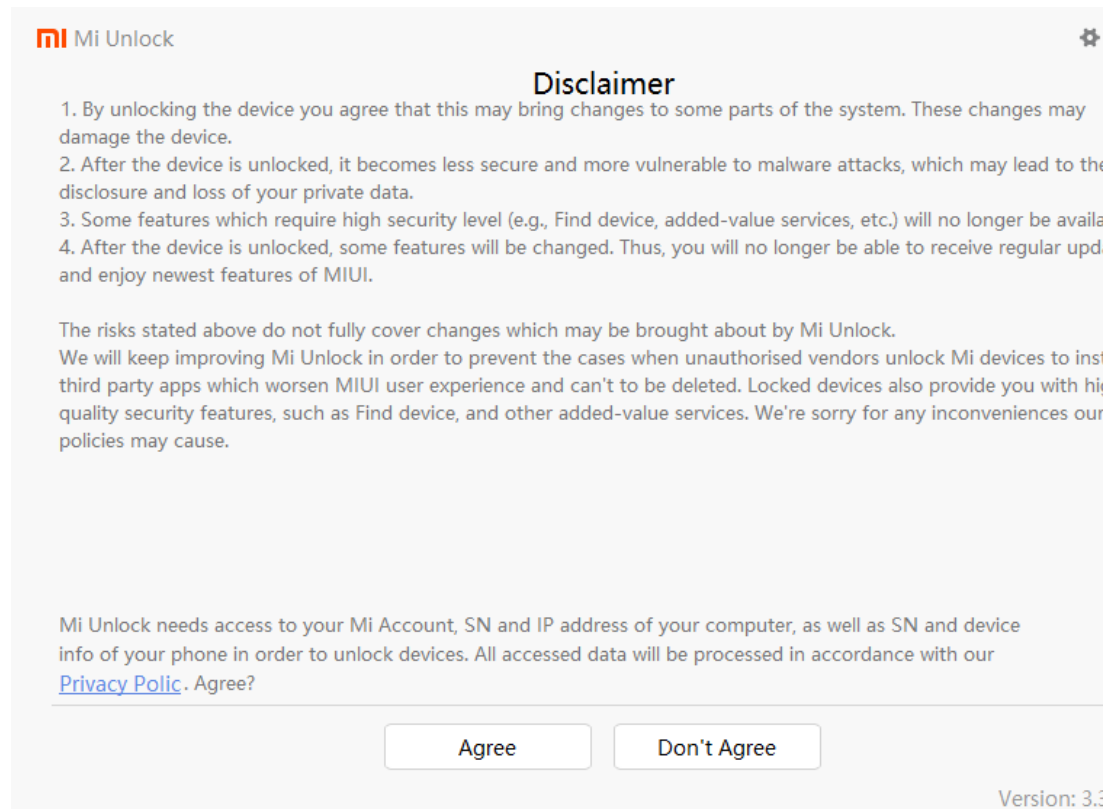 mi Mi Unlock
Disclaimer
1. By unlocking the device you agree that this may bring changes to some parts of the system. These changes may
damage the device.
2. After the device is unlocked, it becomes less secure and more vulnerable to malware attacks, which may lead to the
disclosure and loss of your private data.
3. Some features which require high security level (e.g., Find device, added-value services, etc.) will no longer be
4. After the device is unlocked, some features will be changed. Thus, you will no longer be able to receive regular
and enjoy newest features of MIUI.
The risks stated above do not fully cover changes which may be brought about by Mi Unlock.
We will keep improving Mi Unlock in order to prevent the cases when unauthorised vendors unlock Mi devices to
third party apps which worsen MIUI user experience and can't to be deleted. Locked devices also provide you with
quality security features, such as Find device, and other added-value services. We're sorry for any inconveniences our
policies may cause.
Mi Unlock needs access to your Mi Account, SN and IP address of your computer, as well as SN and device
info of your phone in order to unlock devices. All accessed data will be processed in accordance with our
Privacy Polic. Agree?
Agree
Don't Agree
Version: